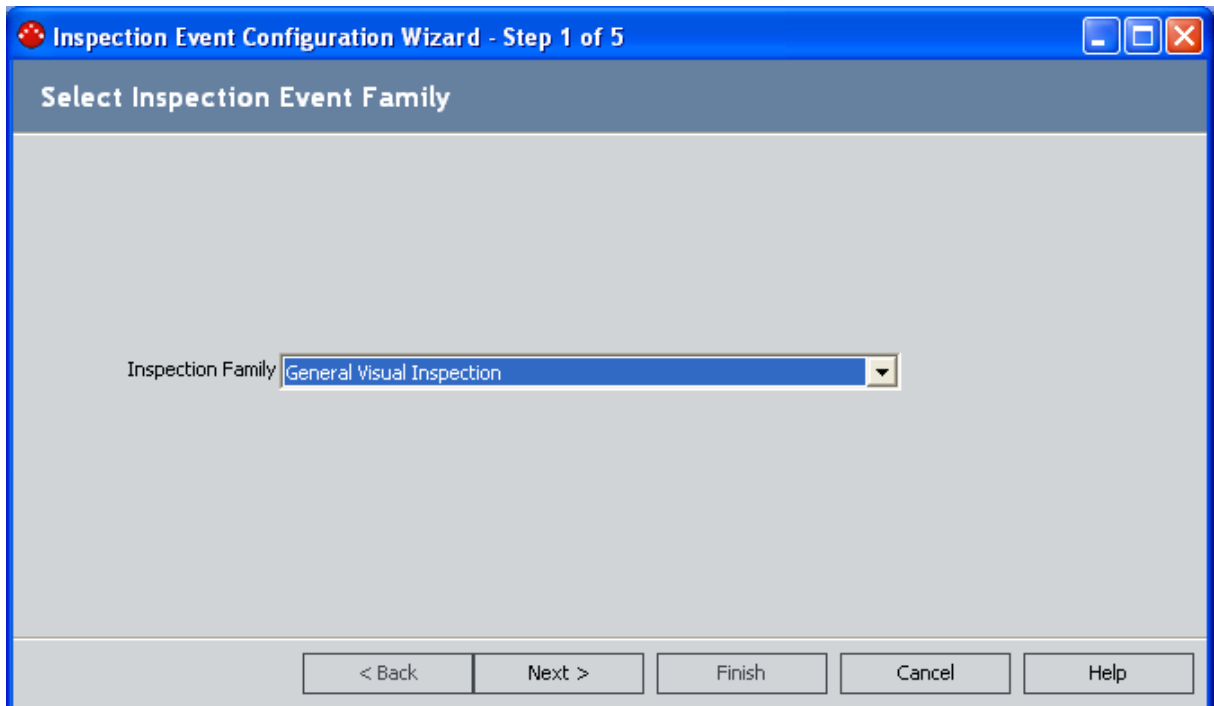 Inspection Event Configuration Wizard - Step 1 of 5
Select Inspection Event Family
Inspection Family General Visual Inspection
< Back Next > Finish Cancel Help